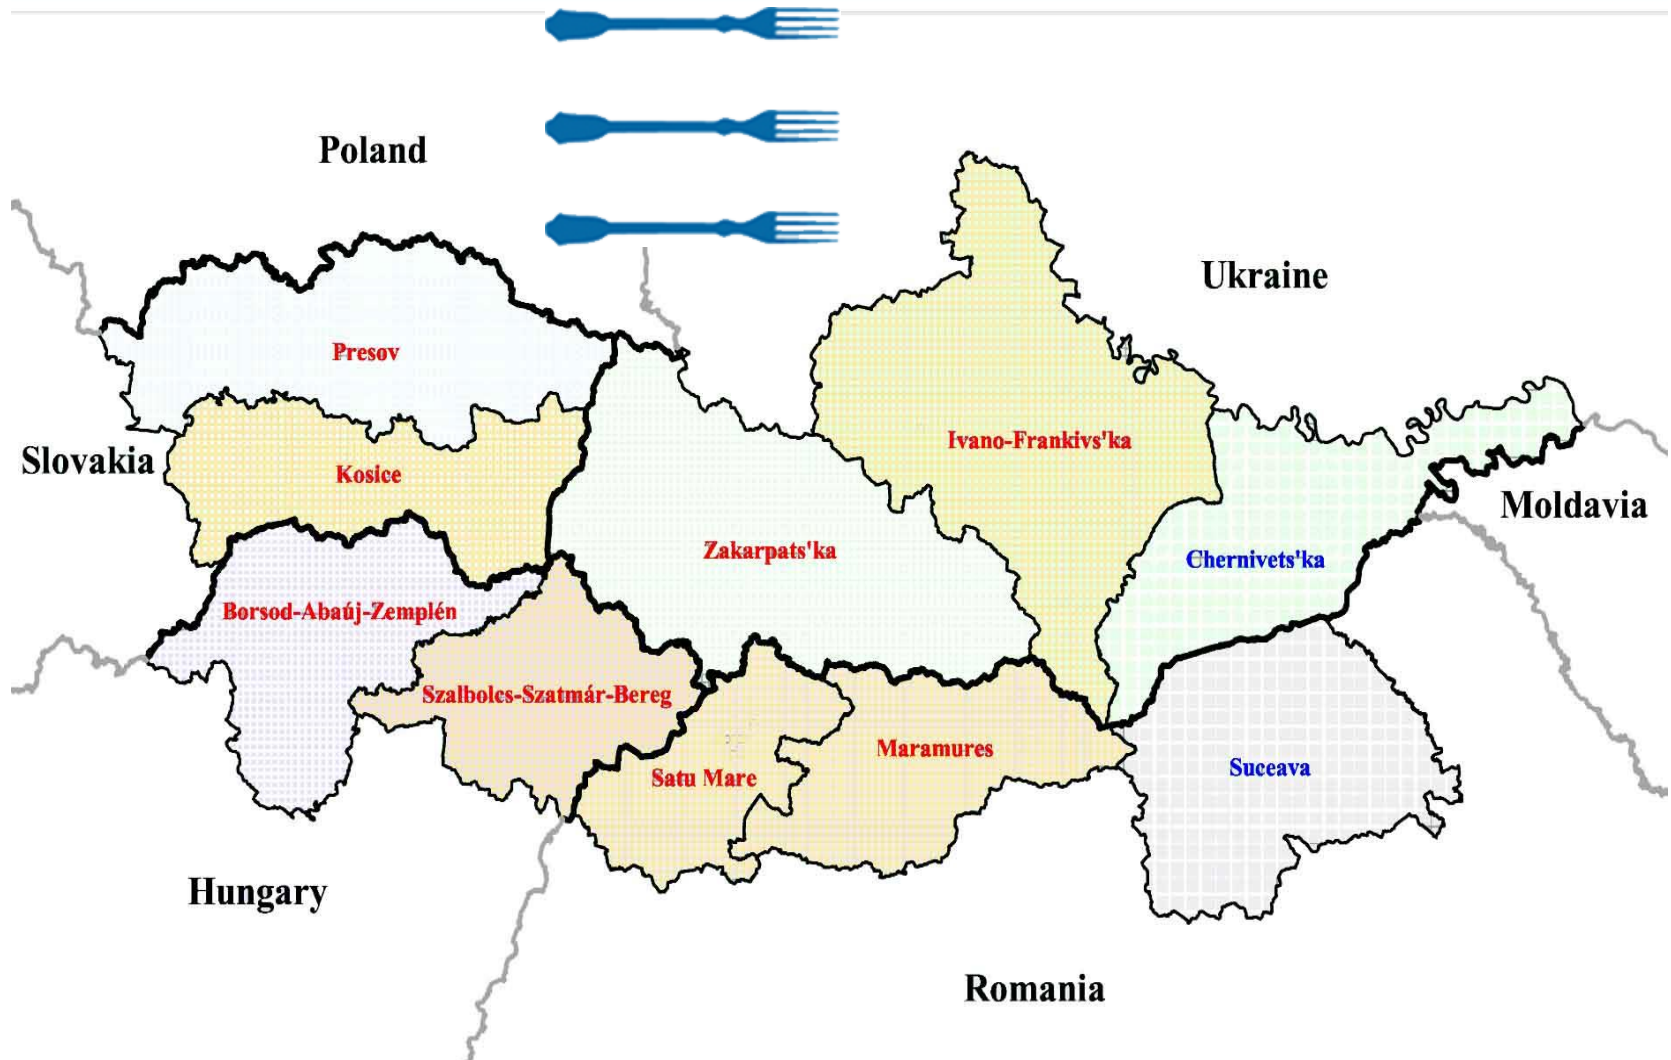 Poland
Ukraine
Presov
Ivano-Frankivs'ka
Slovakia
Kosice
Moldavia
Zakarpats'ka
Chernivets'ka
Borsod-Abaúj-Zemplén
Szalbolcs-Szatmár-Bereg
Maramures
Satu Mare
Suceava
Hungary
Romania